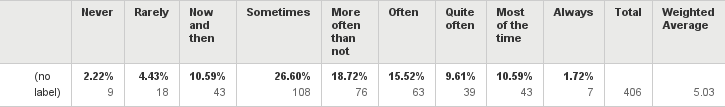 Never Rarely Now and then Sometimes More often than not Often Quite often Most of the time Always Total Weighted Average
(no label) 2.22% 4.43% 10.59% 26.60% 18.72% 15.52% 9.61% 10.59% 1.72%
9 18 43 108 76 63 39 43 7 406 5.03